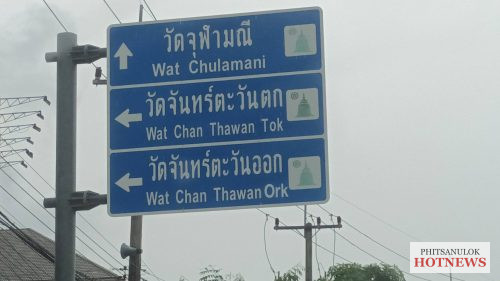 วัดจุฬามณี
Wat Chulamani
วัดจันทร์ตะวันตก
Wat Chan Thawan Tok
วัดจันทร์ตะวันออก
Wat Chan Thawan Ork
PHITSANULOK
HOTNEWS